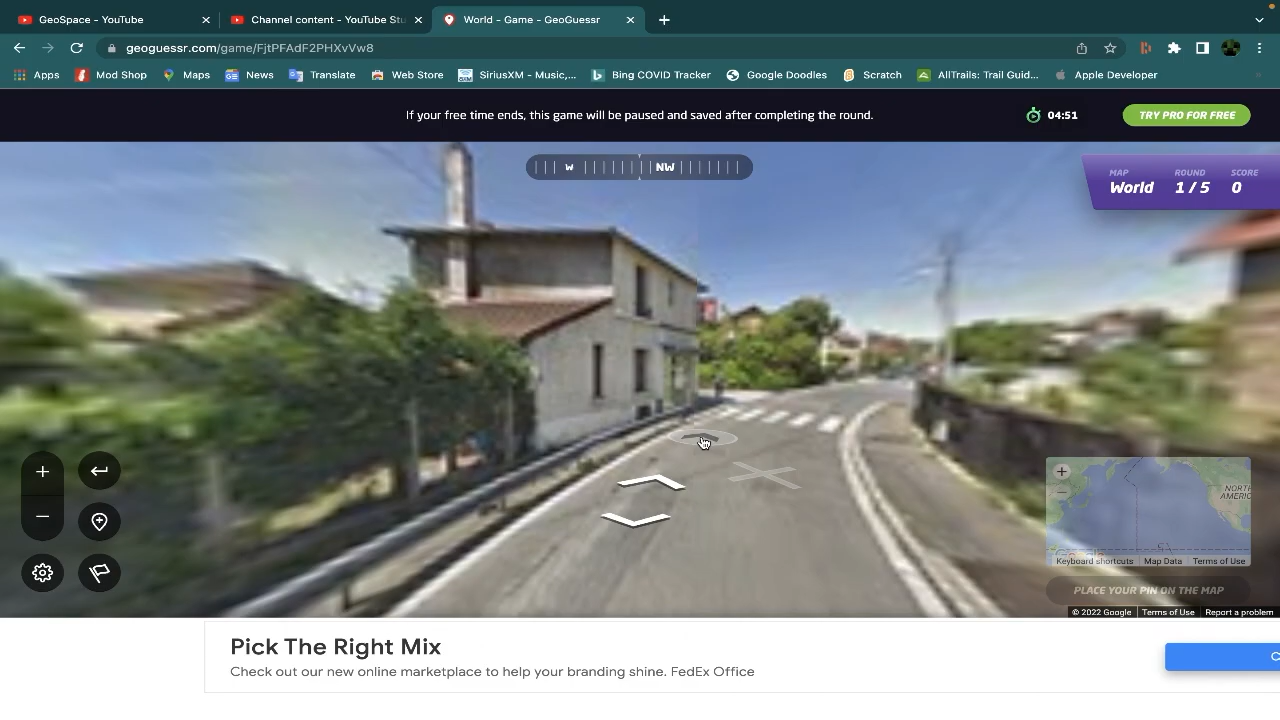 GeoSpace - YouTube
Channel content - YouTube Stu
World - Game - GeoGuessr
geoguessr.com/game/FjtPFAdF2PHXvVw8
Apps
Mod Shop
Maps
News
Translate
Web Store
SiriusXM - Music,...
Bing COVID Tracker
Google Doodles
Scratch
AllTrails: Trail Guid...
Apple Developer
If your free time ends, this game will be paused and saved after completing the round.
04:51
TRY PRO FOR FREE
W NW
MAP ROUND SCORE
World 1 / 5 0
NORTH
AMERIC
Keyboard shortcuts Map Data Terms of Use
PLACE YOUR PIN ON THE MAP
© 2022 Google Terms of Use Report a problem
Pick The Right Mix
Check out our new online marketplace to help your branding shine. FedEx Office
C